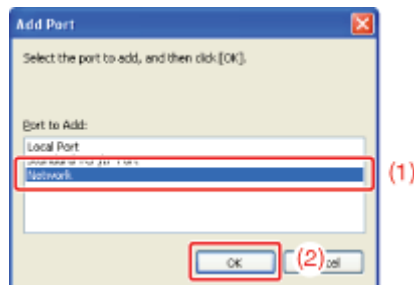 Add Port
Select the port to add, and then click [OK].
Port to Add:
Local Port
Network
(1)
OK
(2)